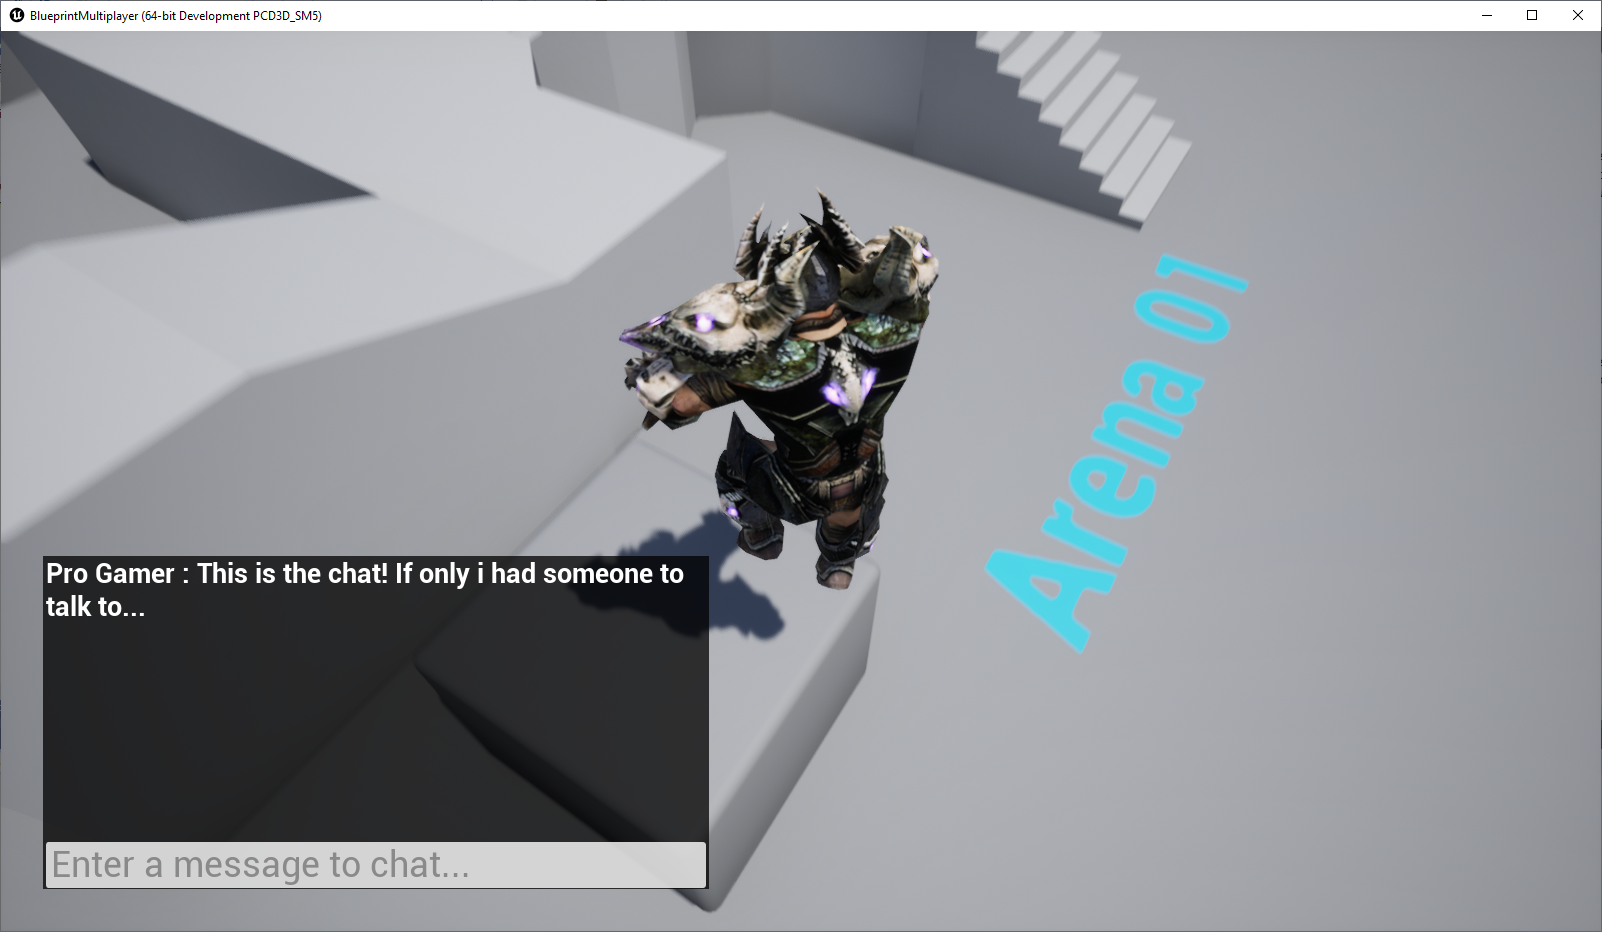 BlueprintMultiplayer (64-bit Development PCD3D_SM5)
Arena 01
Pro Gamer : This is the chat! If only i had someone to
talk to...
Enter a message to chat...